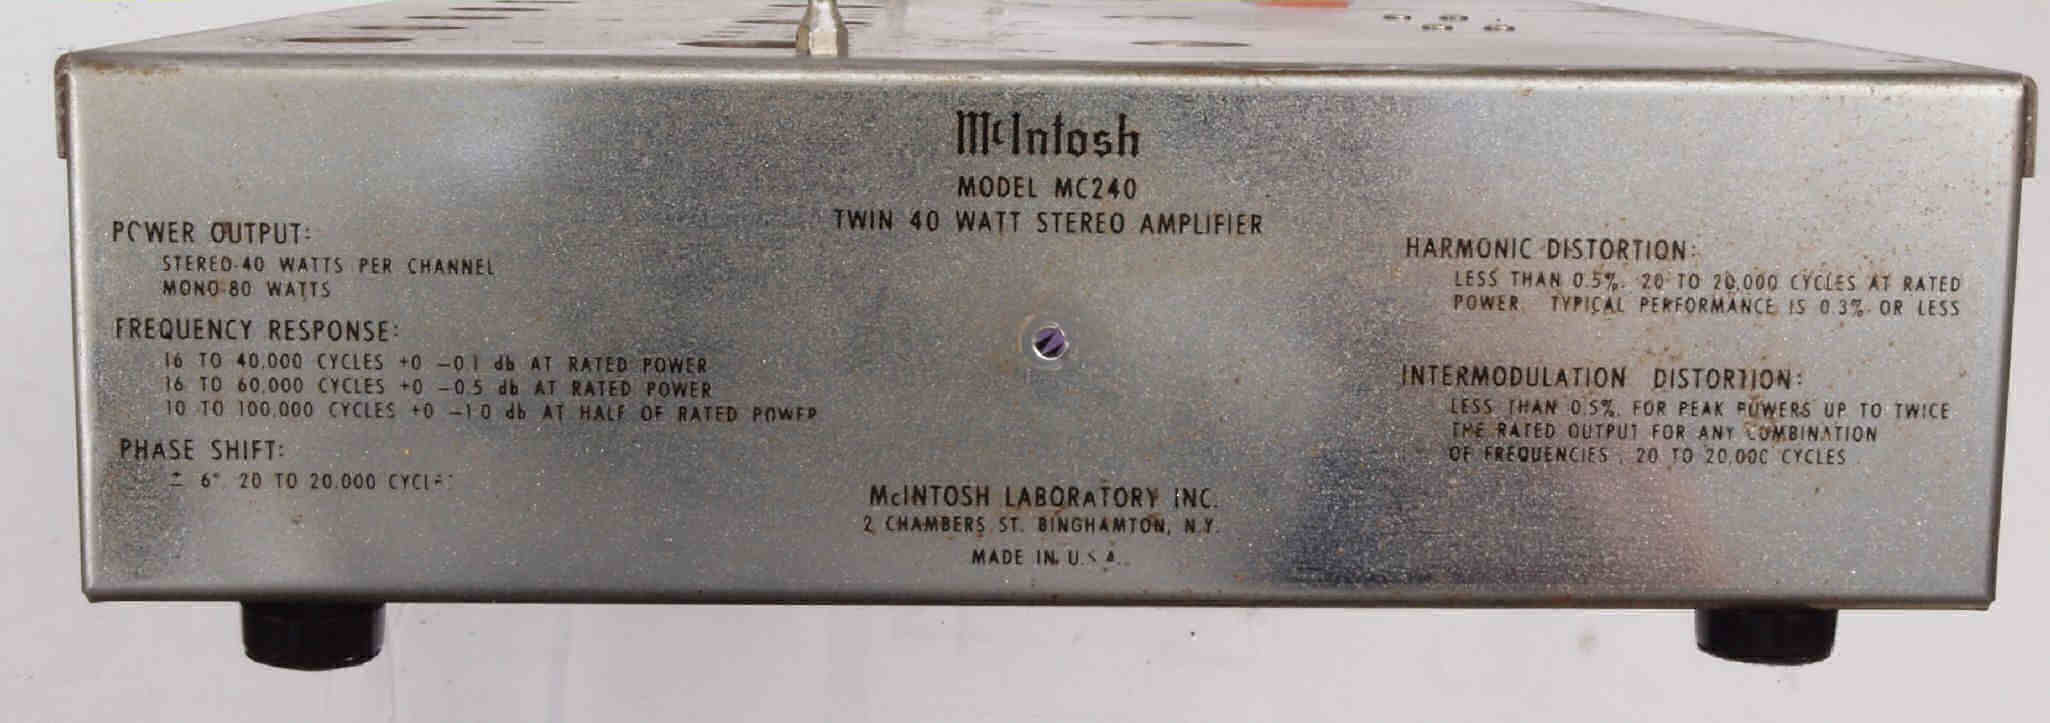 McIntosh
MODEL MC240
TWIN 40 WATT STEREO AMPLIFIER
POWER OUTPUT:
STEREO-40 WATTS PER CHANNEL
MONO-80 WATTS
FREQUENCY RESPONSE:
16 TO 40,000 CYCLES +0 -0.1 db AT RATED POWER
16 TO 60,000 CYCLES +0 -0.5 db AT RATED POWER
10 TO 100,000 CYCLES +0 -1.0 db AT HALF OF RATED POWER
PHASE SHIFT:
± 6°, 20 TO 20,000 CYCLES
HARMONIC DISTORTION:
LESS THAN 0.5%, 20 TO 20,000 CYCLES AT RATED
POWER. TYPICAL PERFORMANCE IS 0.3% OR LESS
INTERMODULATION DISTORTION:
LESS THAN 0.5%, FOR PEAK POWERS UP TO TWICE
THE RATED OUTPUT FOR ANY COMBINATION
OF FREQUENCIES, 20 TO 20,000 CYCLES
McINTOSH LABORATORY INC.
2 CHAMBERS ST. BINGHAMTON, N.Y.
MADE IN U.S.A.